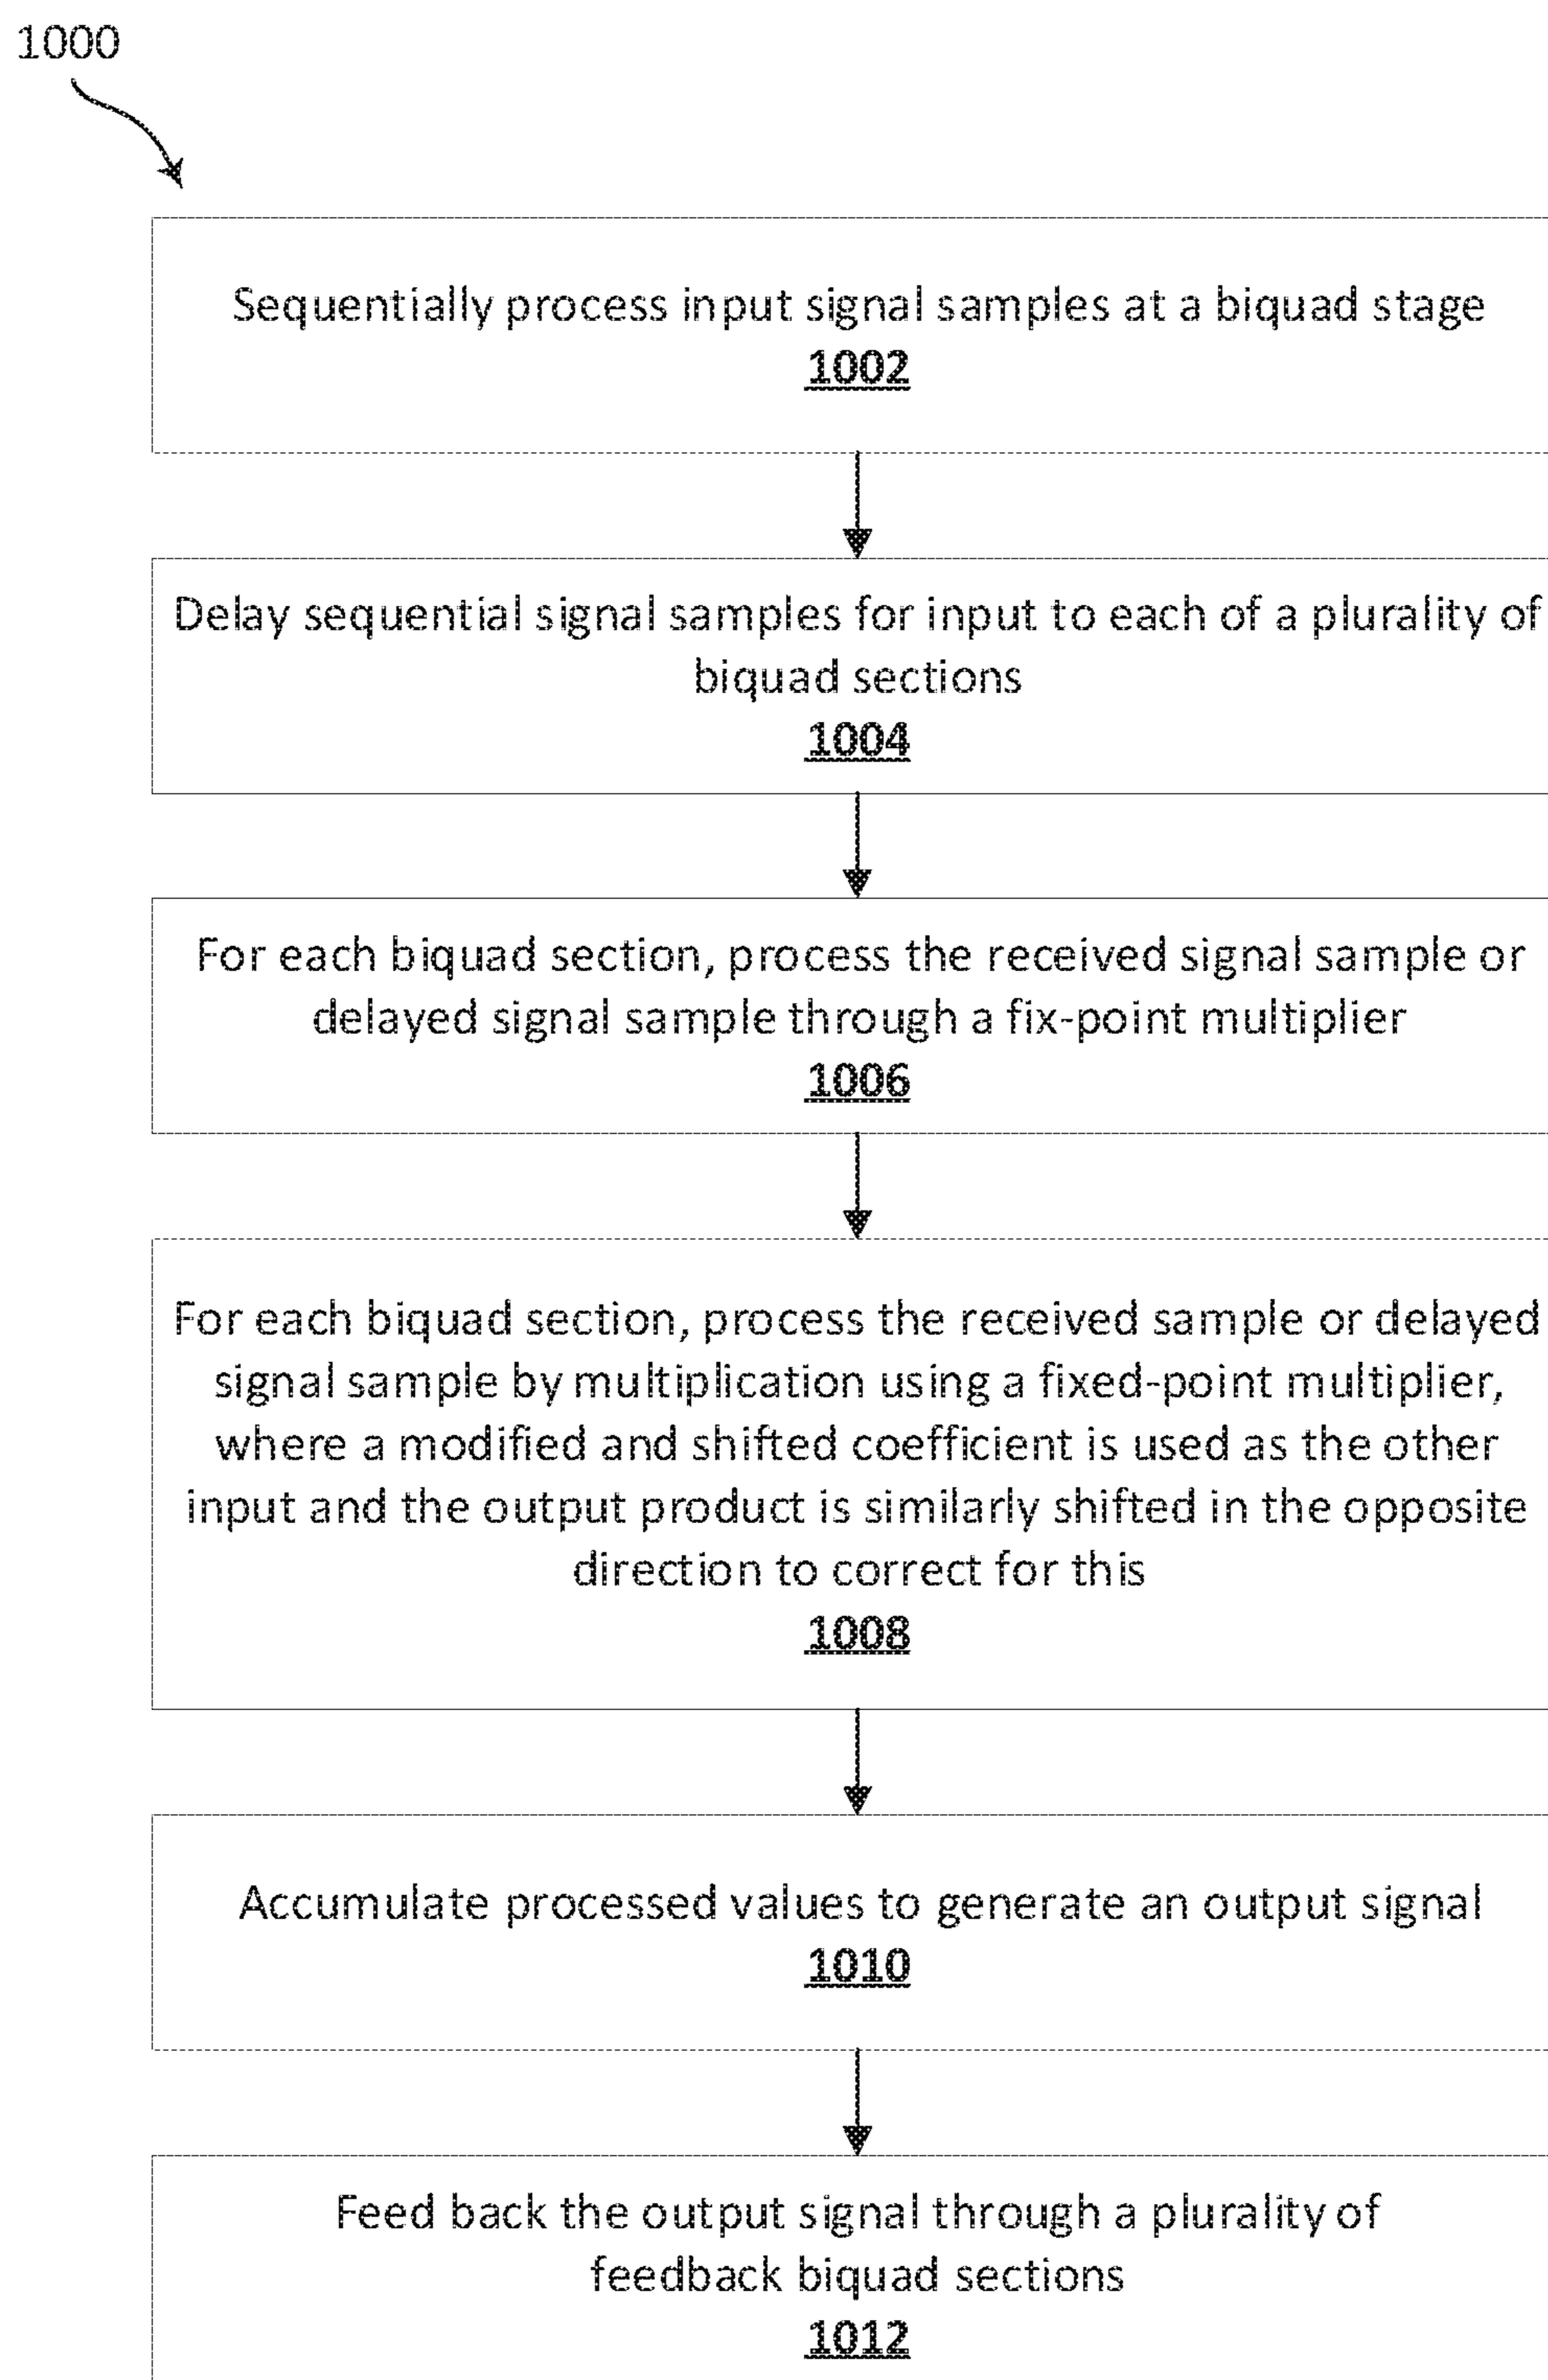 1000
Sequentially process input signal samples at a biquad stage
1002
Delay sequential signal samples for input to each of a plurality of
biquad sections
1004
For each biquad section, process the received signal sample or
delayed signal sample through a fix-point multiplier
1006
For each biquad section, process the received sample or delayed
signal sample by multiplication using a fixed-point multiplier,
where a modified and shifted coefficient is used as the other
input and the output product is similarly shifted in the opposite
direction to correct for this
1008
Accumulate processed values to generate an output signal
1010
Feed back the output signal through a plurality of
feedback biquad sections
1012